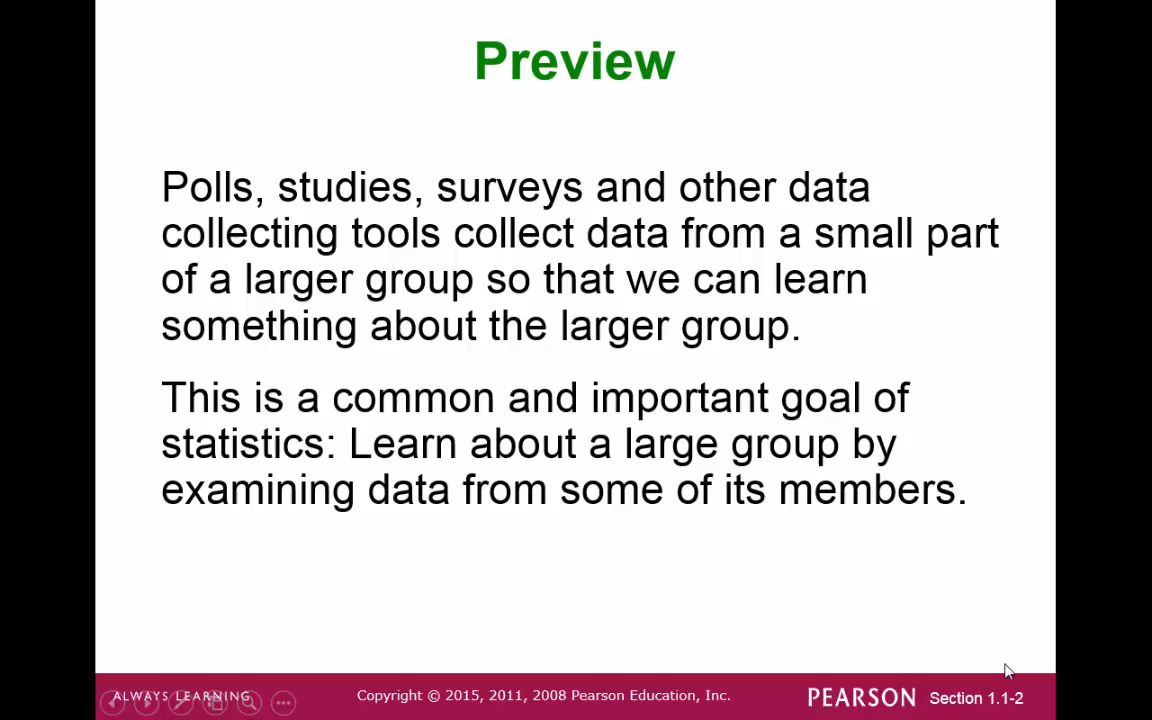 Preview
Polls, studies, surveys and other data
collecting tools collect data from a small part
of a larger group so that we can learn
something about the larger group.
This is a common and important goal of
statistics: Learn about a large group by
examining data from some of its members.
ALWAYS LEARNING
Copyright © 2015, 2011, 2008 Pearson Education, Inc.
PEARSON
Section 1.1-2